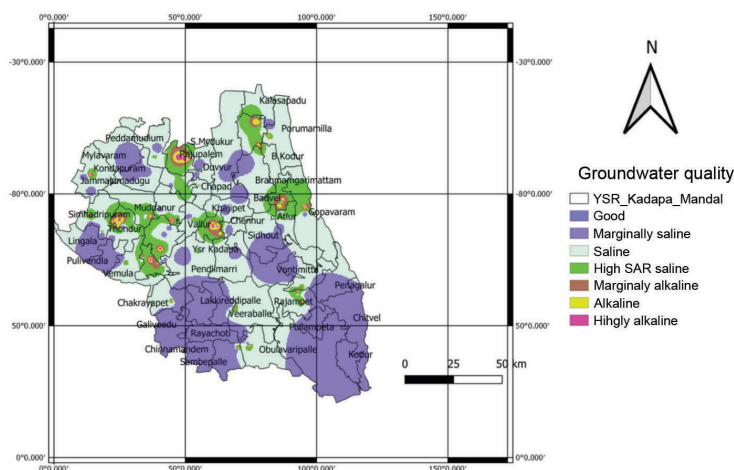 0°0.000' 50°0.000' 100°0.000' 150°0.000'
-30°0.000' -30°0.000'
N
Kalasapadu
Porumamilla
Peddamudium
S.Mydukur
B.Kodur
Mylavaram
Rajupalem
Kondapuram
Duvvur
Jammalamadugu
Brahmamgarimattam
-80°0.000' -80°0.000'
Chapad
Badvel
Simhadripuram
Muddanur
Khajipet
Atlur
Gopavaram
Thondur
Vallur
Chennur
Lingala
Sidhout
Pulivendla
Ysr Kadapa
Vemula
Pendlimarri
Vontimitta
Penagalur
Chakrayapet
Lakkireddipalle
Rajampet
Veeraballe
Chitvel
50°0.000' 50°0.000'
Galiveedu
Rayachoti
Pullampeta
Chinnamandem
Obulavaripalle
Kodur
Sambepalle
0 25 50 km
0°0.000' 0°0.000'
0°0.000' 50°0.000' 100°0.000' 150°0.000'
Groundwater quality
YSR_Kadapa_Mandal
Good
Marginally saline
Saline
High SAR saline
Marginaly alkaline
Alkaline
Hihgly alkaline